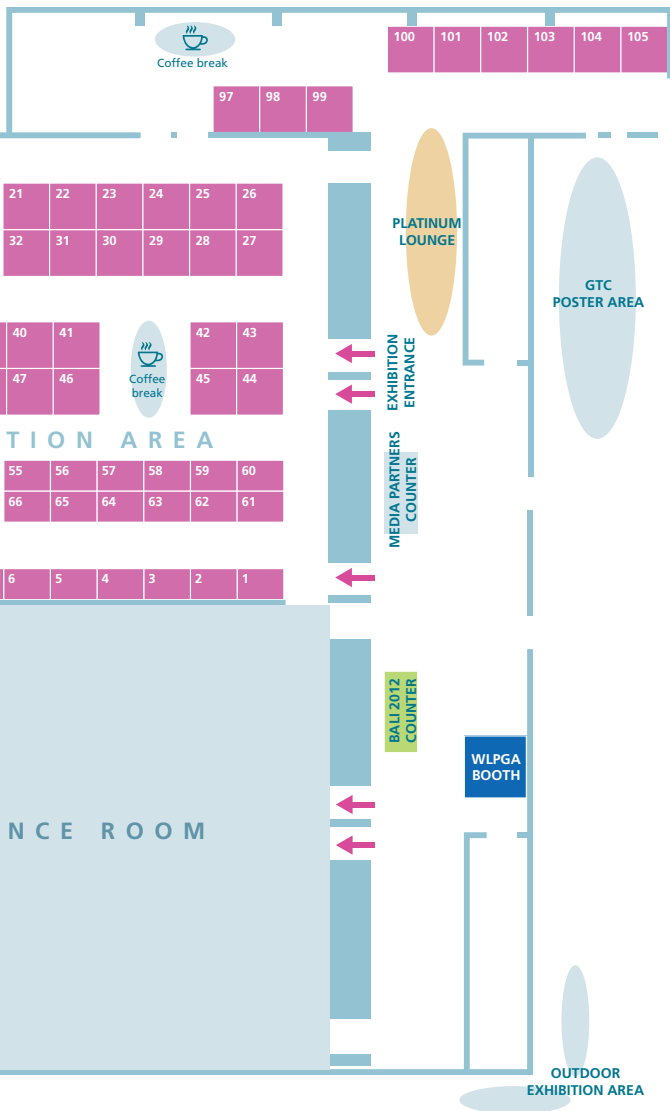 Coffee break
100 101 102 103 104 105
97 98 99
21 22 23 24 25 26
32 31 30 29 28 27
PLATINUM
LOUNGE
GTC
POSTER AREA
40 41
42 43
47 46
Coffee
break
45 44
EXHIBITION
ENTRANCE
TION AREA
MEDIA PARTNERS
COUNTER
55 56 57 58 59 60
66 65 64 63 62 61
6 5 4 3 2 1
BALI 2012
COUNTER
WLPGA
BOOTH
NCE ROOM
OUTDOOR
EXHIBITION AREA